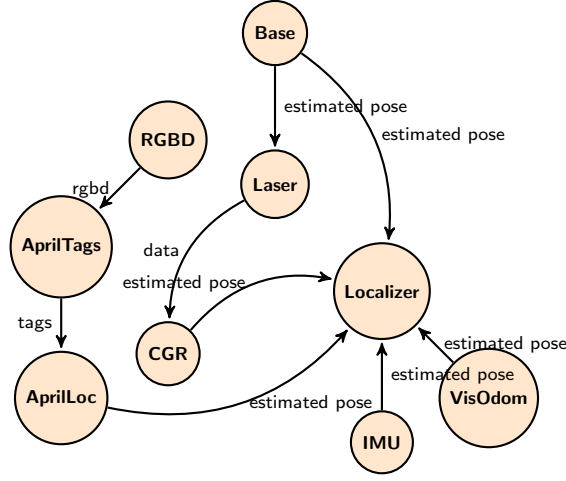 Base
estimated pose
estimated pose
RGBD
rgbd
Laser
AprilTags
data
estimated pose
Localizer
tags
CGR
estimated pose
estimated pose
AprilLoc
VisOdom
estimated pose
IMU